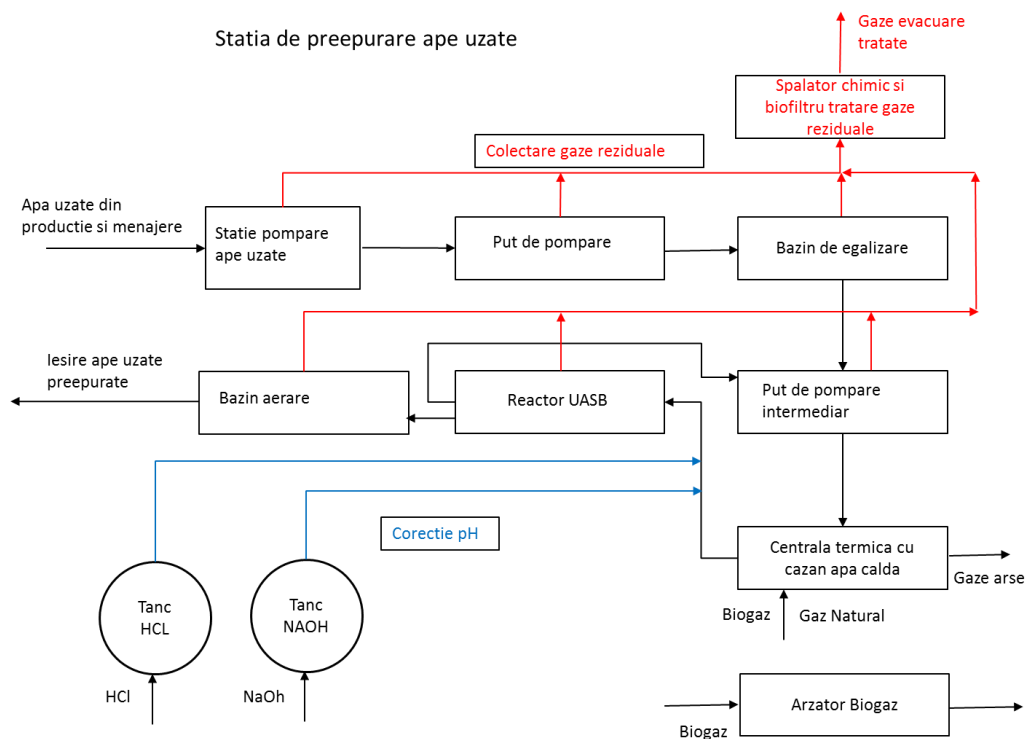 Gaze evacuare
tratate
Statia de preepurare ape uzate
Spalator chimic si
biofiltru tratare gaze
reziduale
Colectare gaze reziduale
Apa uzate din
productie si menajere
Statie pompare
ape uzate
Put de pompare
Bazin de egalizare
Iesire ape uzate
preepurate
Bazin aerare
Reactor UASB
Put de pompare
intermediar
Corectie pH
Centrala termica cu
cazan apa calda
Gaze arse
Tanc
HCL
Tanc
NAOH
Biogaz
Gaz Natural
HCl
NaOh
Arzator Biogaz
Biogaz